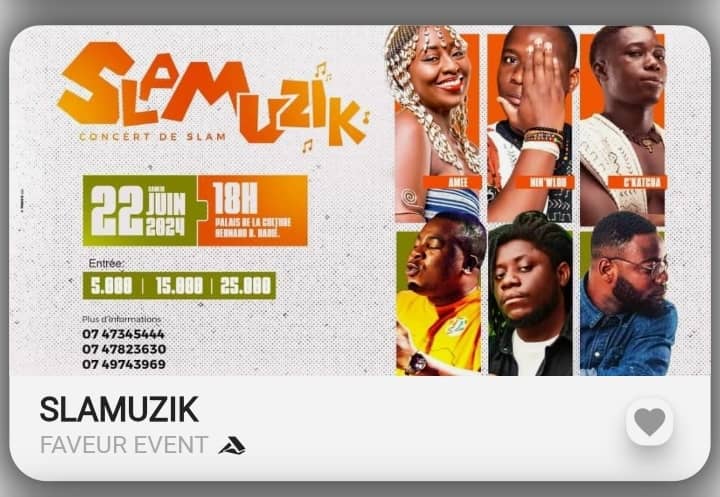 SLAMUZIK
CONCERT DE SLAM
22
SAMEDI
JUIN
2024
18H
PALAIS DE LA CULTURE
BERNARD B. DADIÉ.
Entrée:
5.000 | 15.000 | 25.000
Plus d'informations
07 47345444
07 47823630
07 49743969
AMEE
NIN'WLOU
C'KATCHA
SLAMUZIK
FAVEUR EVENT